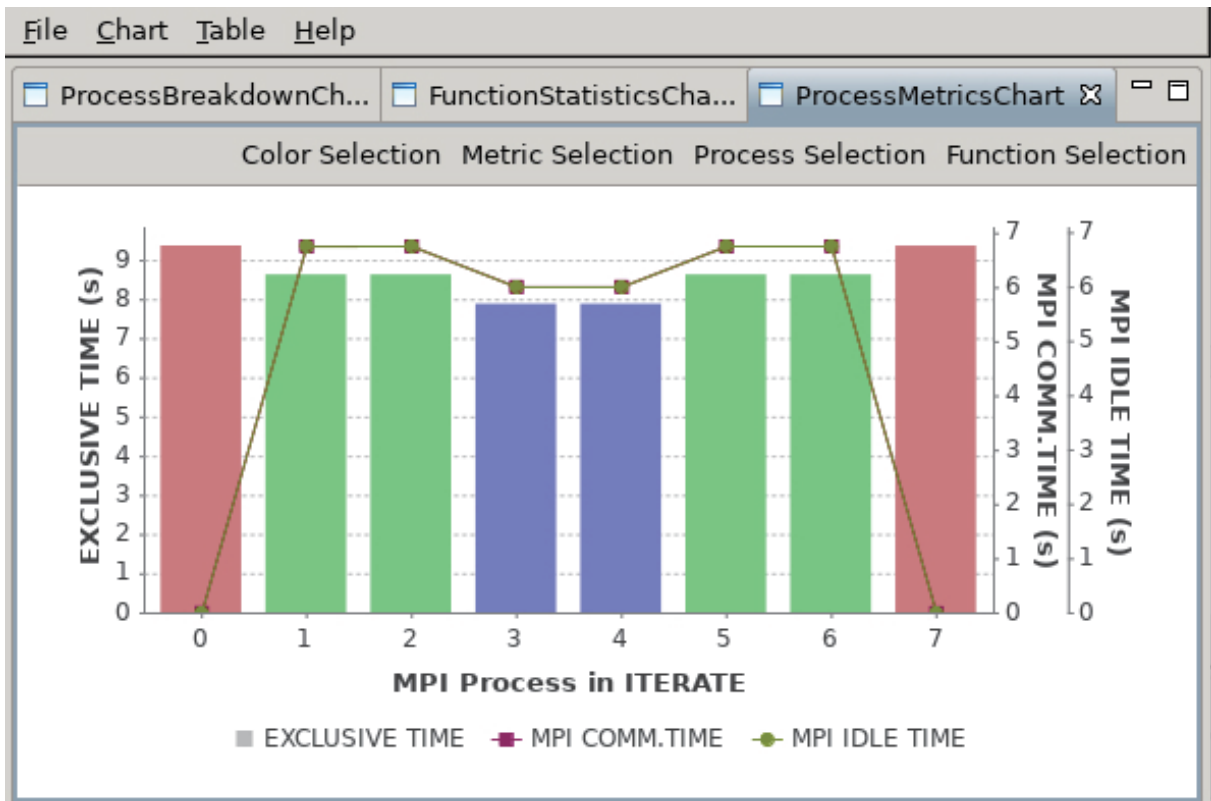 File Chart Table Help
ProcessBreakdownCh... FunctionStatisticsCha... ProcessMetricsChart
Color Selection Metric Selection Process Selection Function Selection
EXCLUSIVE TIME (s)
9
8
7
6
5
4
3
2
1
0
7
6
5
4
3
2
1
0
MPI COMM.TIME (s)
7
6
5
4
3
2
1
0
MPI IDLE TIME (s)
0 1 2 3 4 5 6 7
MPI Process in ITERATE
EXCLUSIVE TIME MPI COMM.TIME MPI IDLE TIME